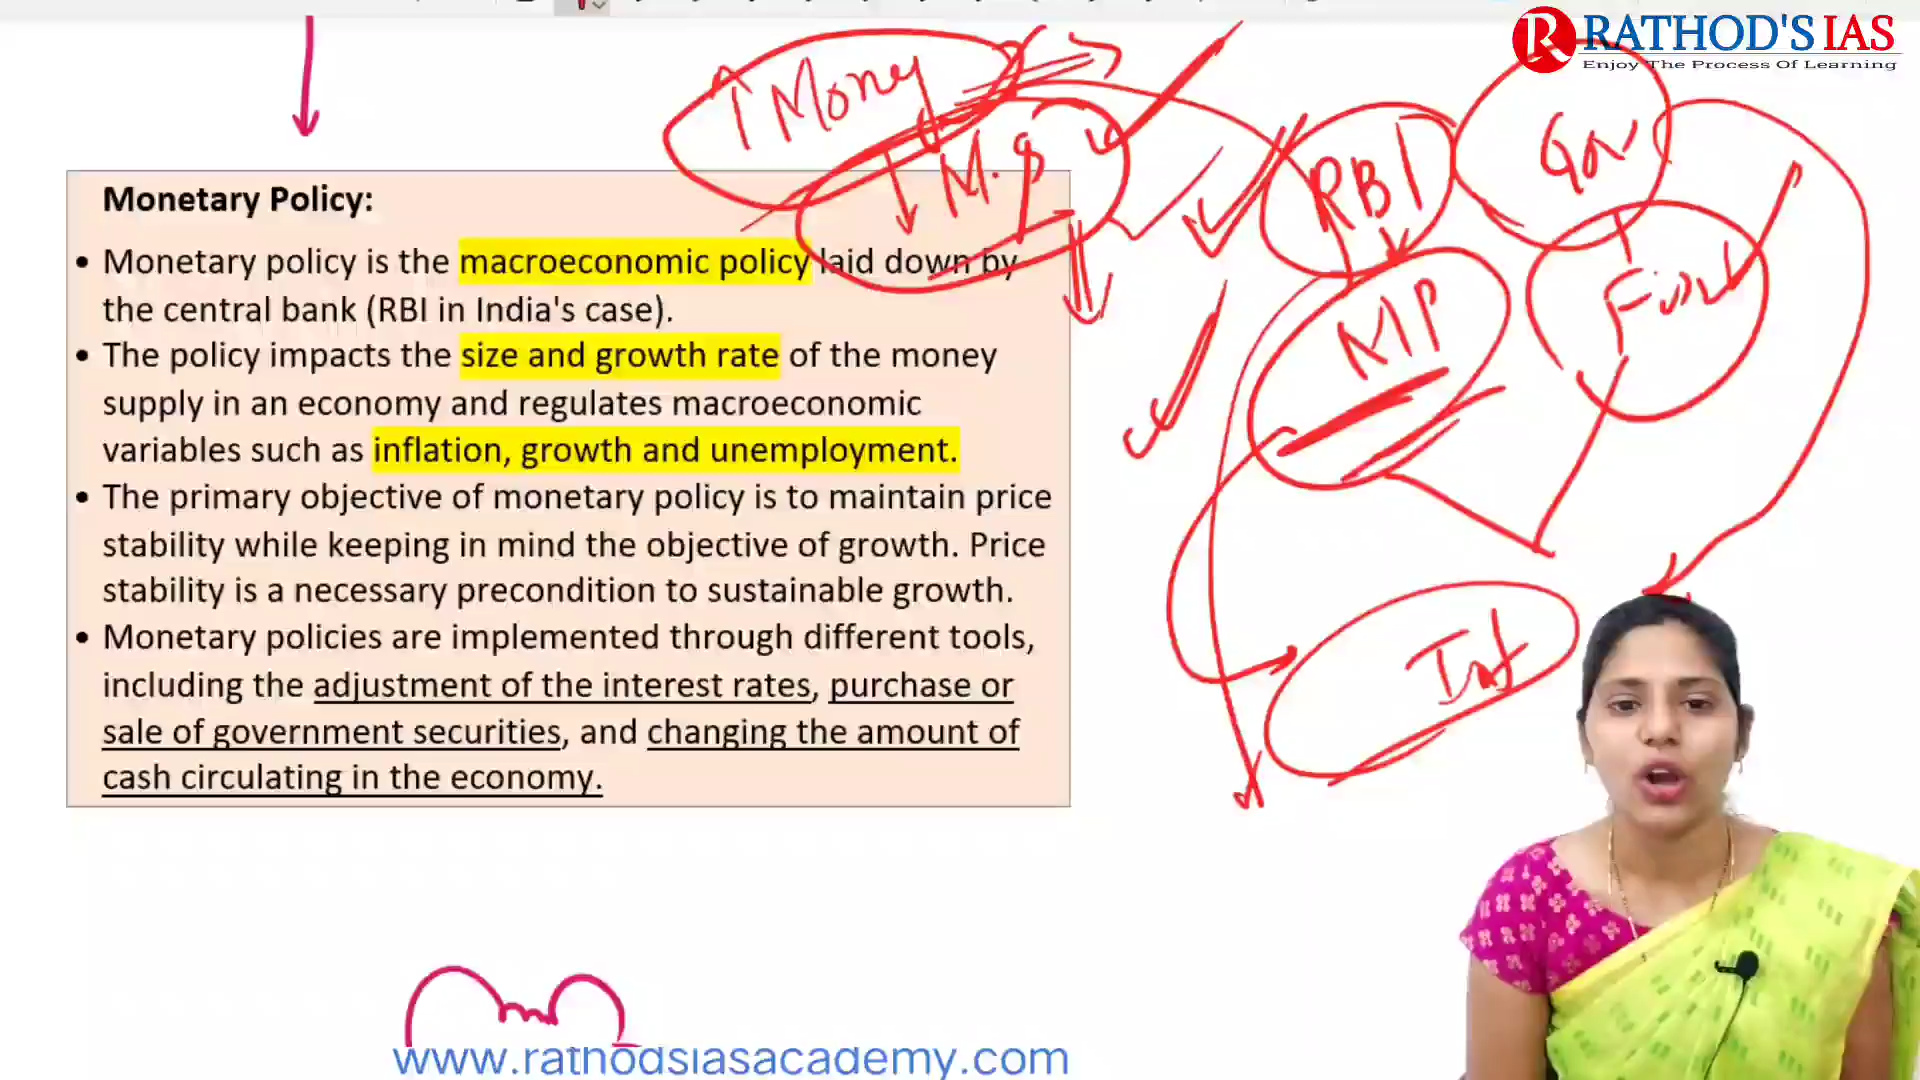 RATHOD'S IAS
Enjoy The Process Of Learning
↑ Money
↓ M.S
RBI
Gov
MP
Monetary Policy:
• Monetary policy is the macroeconomic policy laid down by
the central bank (RBI in India's case).
• The policy impacts the size and growth rate of the money
supply in an economy and regulates macroeconomic
variables such as inflation, growth and unemployment.
• The primary objective of monetary policy is to maintain price
stability while keeping in mind the objective of growth. Price
stability is a necessary precondition to sustainable growth.
• Monetary policies are implemented through different tools,
including the adjustment of the interest rates, purchase or
sale of government securities, and changing the amount of
cash circulating in the economy.
www.rathodsiasacademy.com